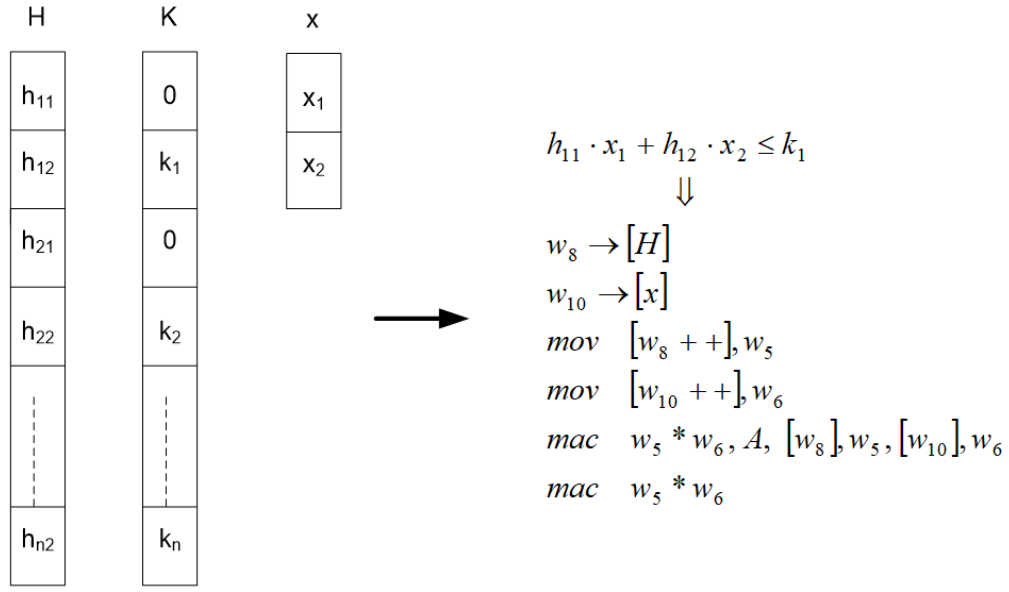 H K x
h₁₁ 0 x₁
h₁₂ k₁ x₂
h₂₁ 0
h₂₂ k₂
hₙ₂ kₙ
h₁₁ · x₁ + h₁₂ · x₂ ≤ k₁
⇓
w₈ → [H]
w₁₀ → [x]
mov [w₈ + +], w₅
mov [w₁₀ + +], w₆
mac w₅ * w₆ , A, [w₈], w₅ , [w₁₀], w₆
mac w₅ * w₆